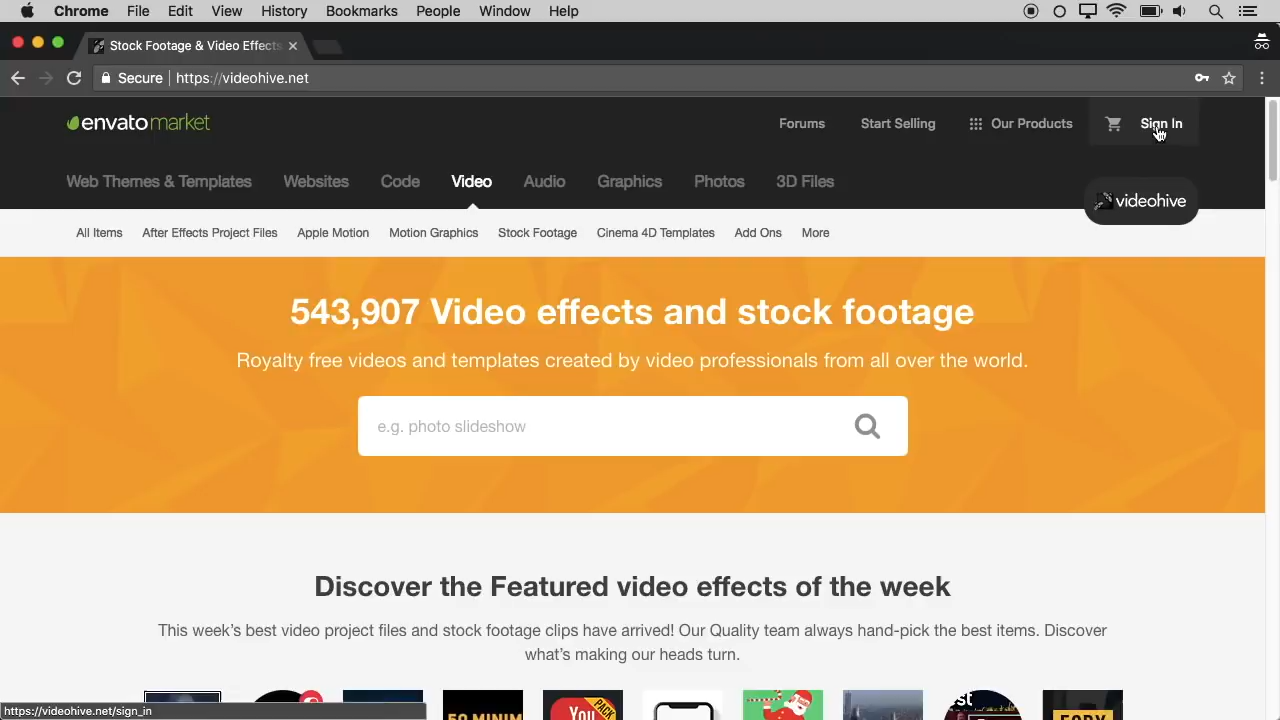 Chrome File Edit View History Bookmarks People Window Help
Stock Footage & Video Effects
Secure https://videohive.net
envatomarket
Forums Start Selling Our Products Sign In
Web Themes & Templates Websites Code Video Audio Graphics Photos 3D Files
videohive
All Items After Effects Project Files Apple Motion Motion Graphics Stock Footage Cinema 4D Templates Add Ons More
543,907 Video effects and stock footage
Royalty free videos and templates created by video professionals from all over the world.
e.g. photo slideshow
Discover the Featured video effects of the week
This week's best video project files and stock footage clips have arrived! Our Quality team always hand-pick the best items. Discover
what's making our heads turn.
PACK
You
https://videohive.net/sign_in